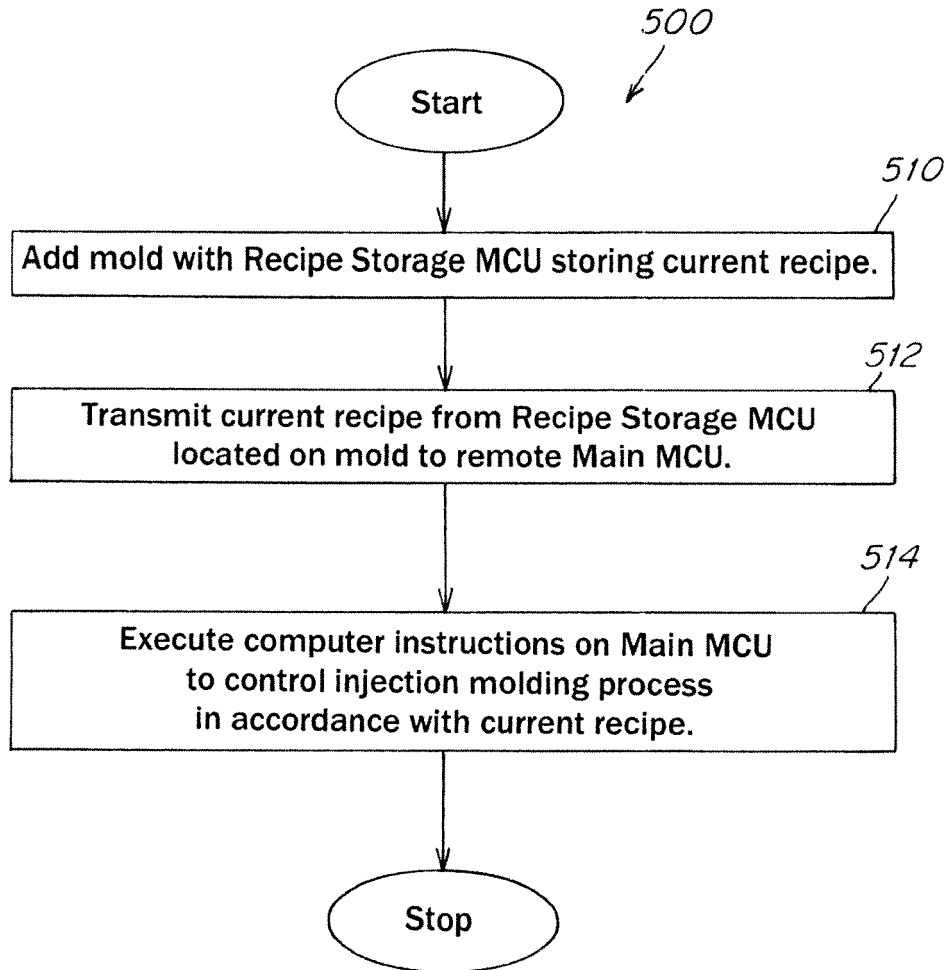 500
Start
510
Add mold with Recipe Storage MCU storing current recipe.
512
Transmit current recipe from Recipe Storage MCU
located on mold to remote Main MCU.
514
Execute computer instructions on Main MCU
to control injection molding process
in accordance with current recipe.
Stop